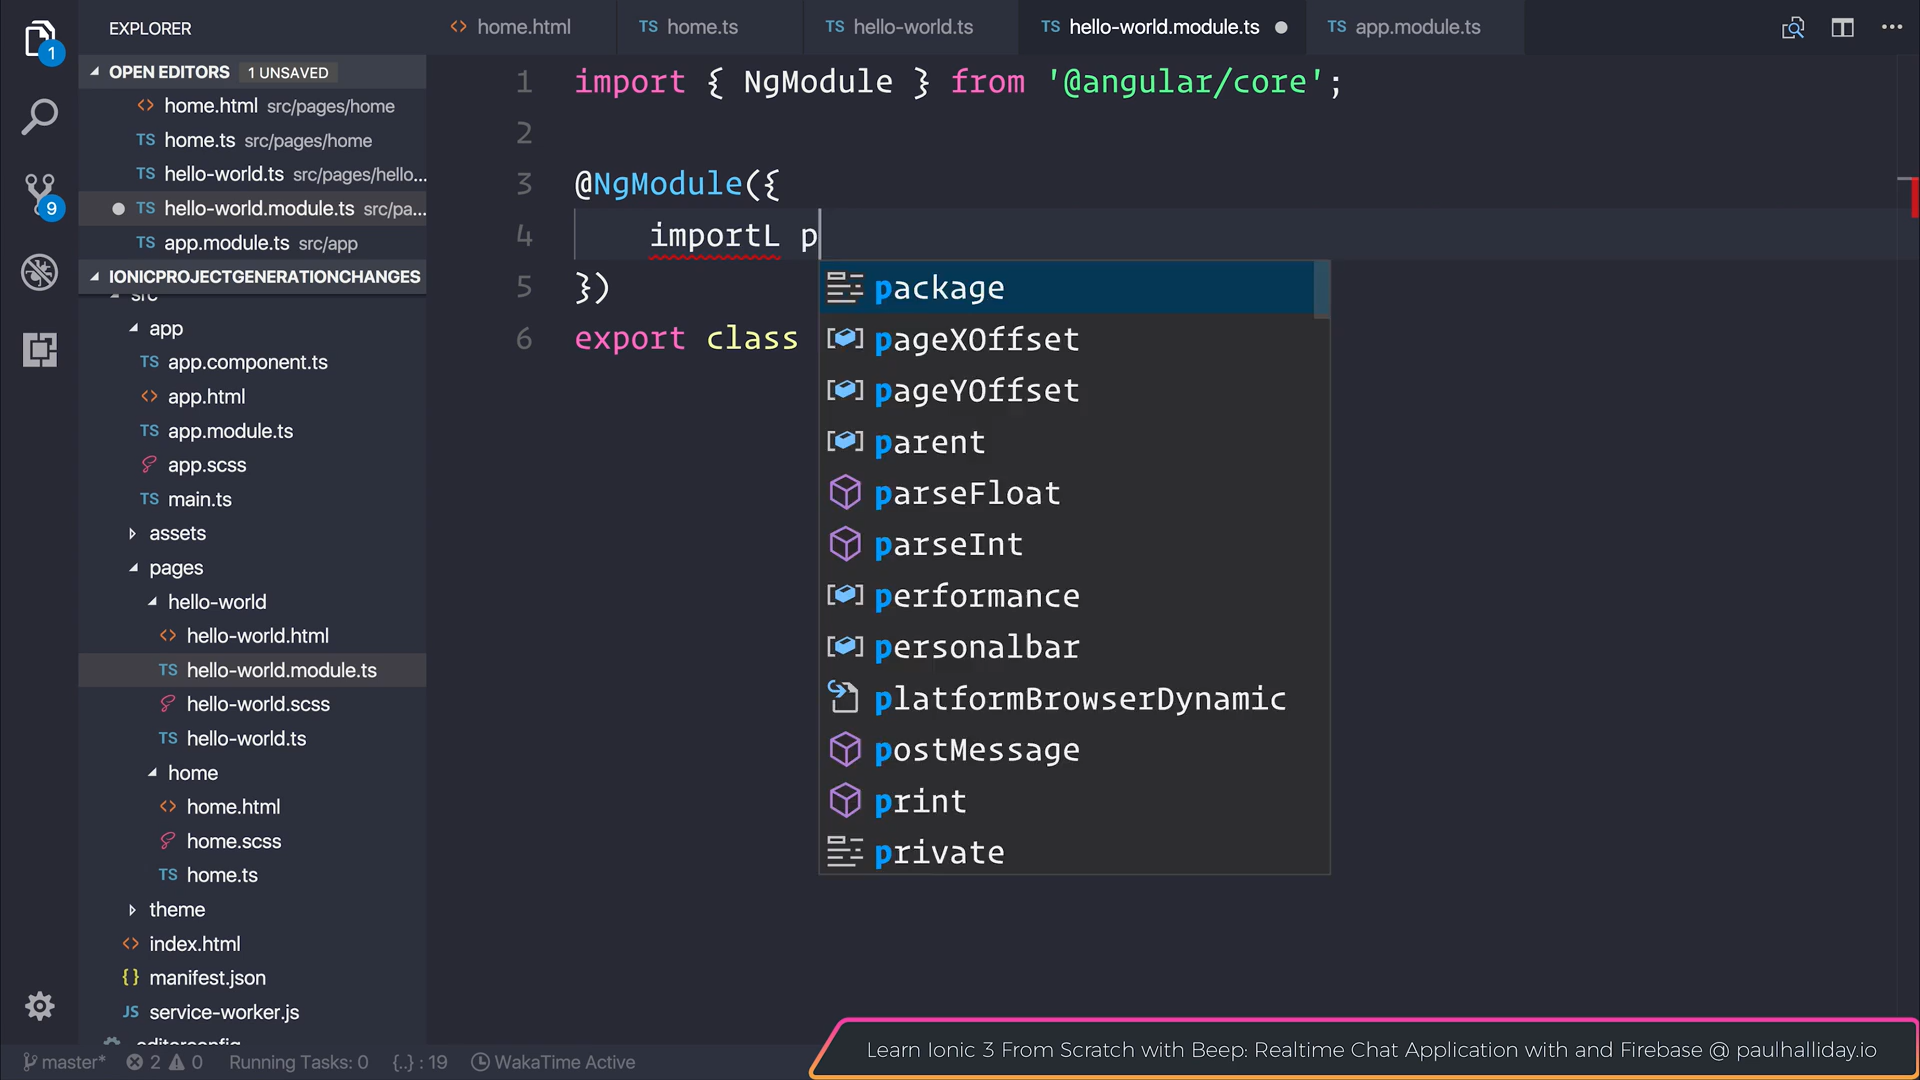 EXPLORER
OPEN EDITORS 1 UNSAVED
home.html src/pages/home
TS home.ts src/pages/home
TS hello-world.ts src/pages/hello...
TS hello-world.module.ts src/pa...
TS app.module.ts src/app
IONICPROJECTGENERATIONCHANGES
src
app
TS app.component.ts
<> app.html
TS app.module.ts
app.scss
TS main.ts
assets
pages
hello-world
<> hello-world.html
TS hello-world.module.ts
hello-world.scss
TS hello-world.ts
home
<> home.html
home.scss
TS home.ts
theme
<> index.html
{} manifest.json
JS service-worker.js
editorconfig
1
9
<> home.html
TS home.ts
TS hello-world.ts
TS hello-world.module.ts
TS app.module.ts
1 import { NgModule } from '@angular/core';
2
3 @NgModule({
4 importL p
5 })
6 export class
package
pageXOffset
pageYOffset
parent
parseFloat
parseInt
performance
personalbar
platformBrowserDynamic
postMessage
print
private
master* 2 0 Running Tasks: 0 {..} : 19 WakaTime Active
Learn Ionic 3 From Scratch with Beep: Realtime Chat Application with and Firebase @ paulhalliday.io